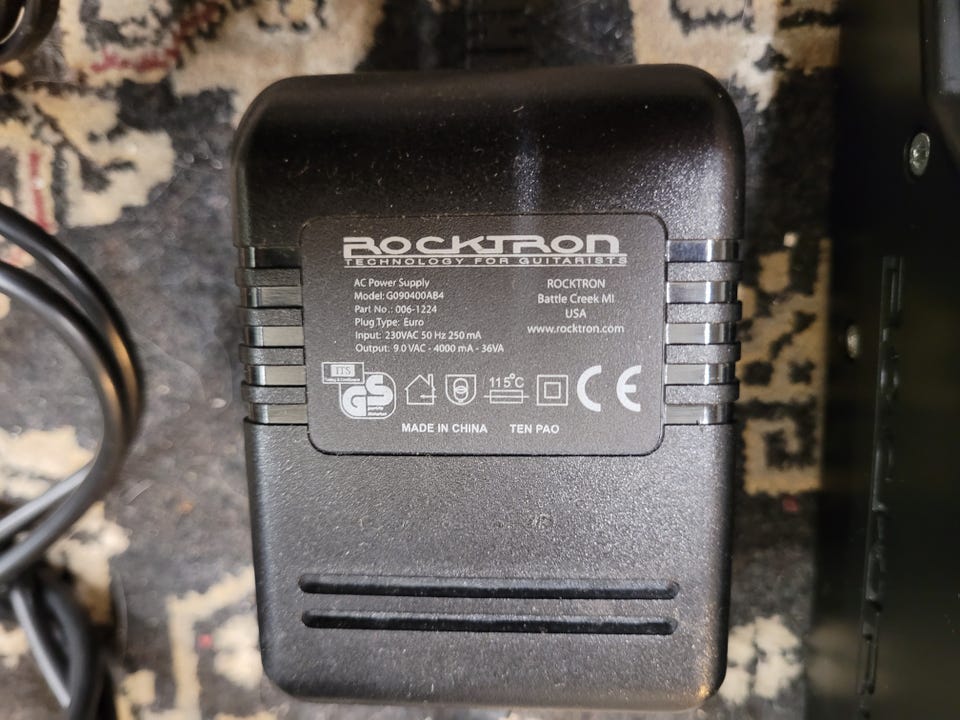 ROCKTRON
TECHNOLOGY FOR GUITARISTS
AC Power Supply
Model: G090400AB4
Part No.: 006-1224
Plug Type: Euro
Input: 230VAC 50 Hz 250 mA
Output: 9.0 VAC - 4000 mA - 36VA
ROCKTRON
Battle Creek MI
USA
www.rocktron.com
ITS
GS
115°C
CE
MADE IN CHINA TEN PAO